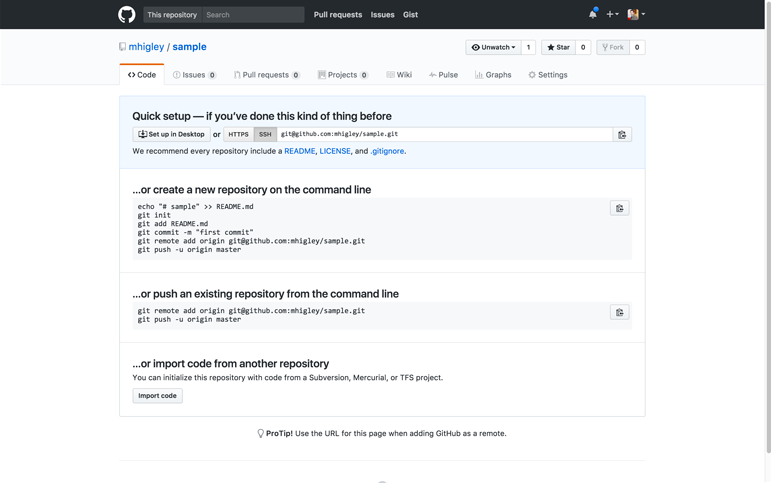 This repository Search Pull requests Issues Gist
mhigley / sample Unwatch 1 Star 0 Fork 0
Code Issues 0 Pull requests 0 Projects 0 Wiki Pulse Graphs Settings
Quick setup — if you’ve done this kind of thing before
Set up in Desktop or HTTPS SSH git@github.com:mhigley/sample.git
We recommend every repository include a README, LICENSE, and .gitignore.
…or create a new repository on the command line
echo "# sample" >> README.md
git init
git add README.md
git commit -m "first commit"
git remote add origin git@github.com:mhigley/sample.git
git push -u origin master
…or push an existing repository from the command line
git remote add origin git@github.com:mhigley/sample.git
git push -u origin master
…or import code from another repository
You can initialize this repository with code from a Subversion, Mercurial, or TFS project.
Import code
ProTip! Use the URL for this page when adding GitHub as a remote.